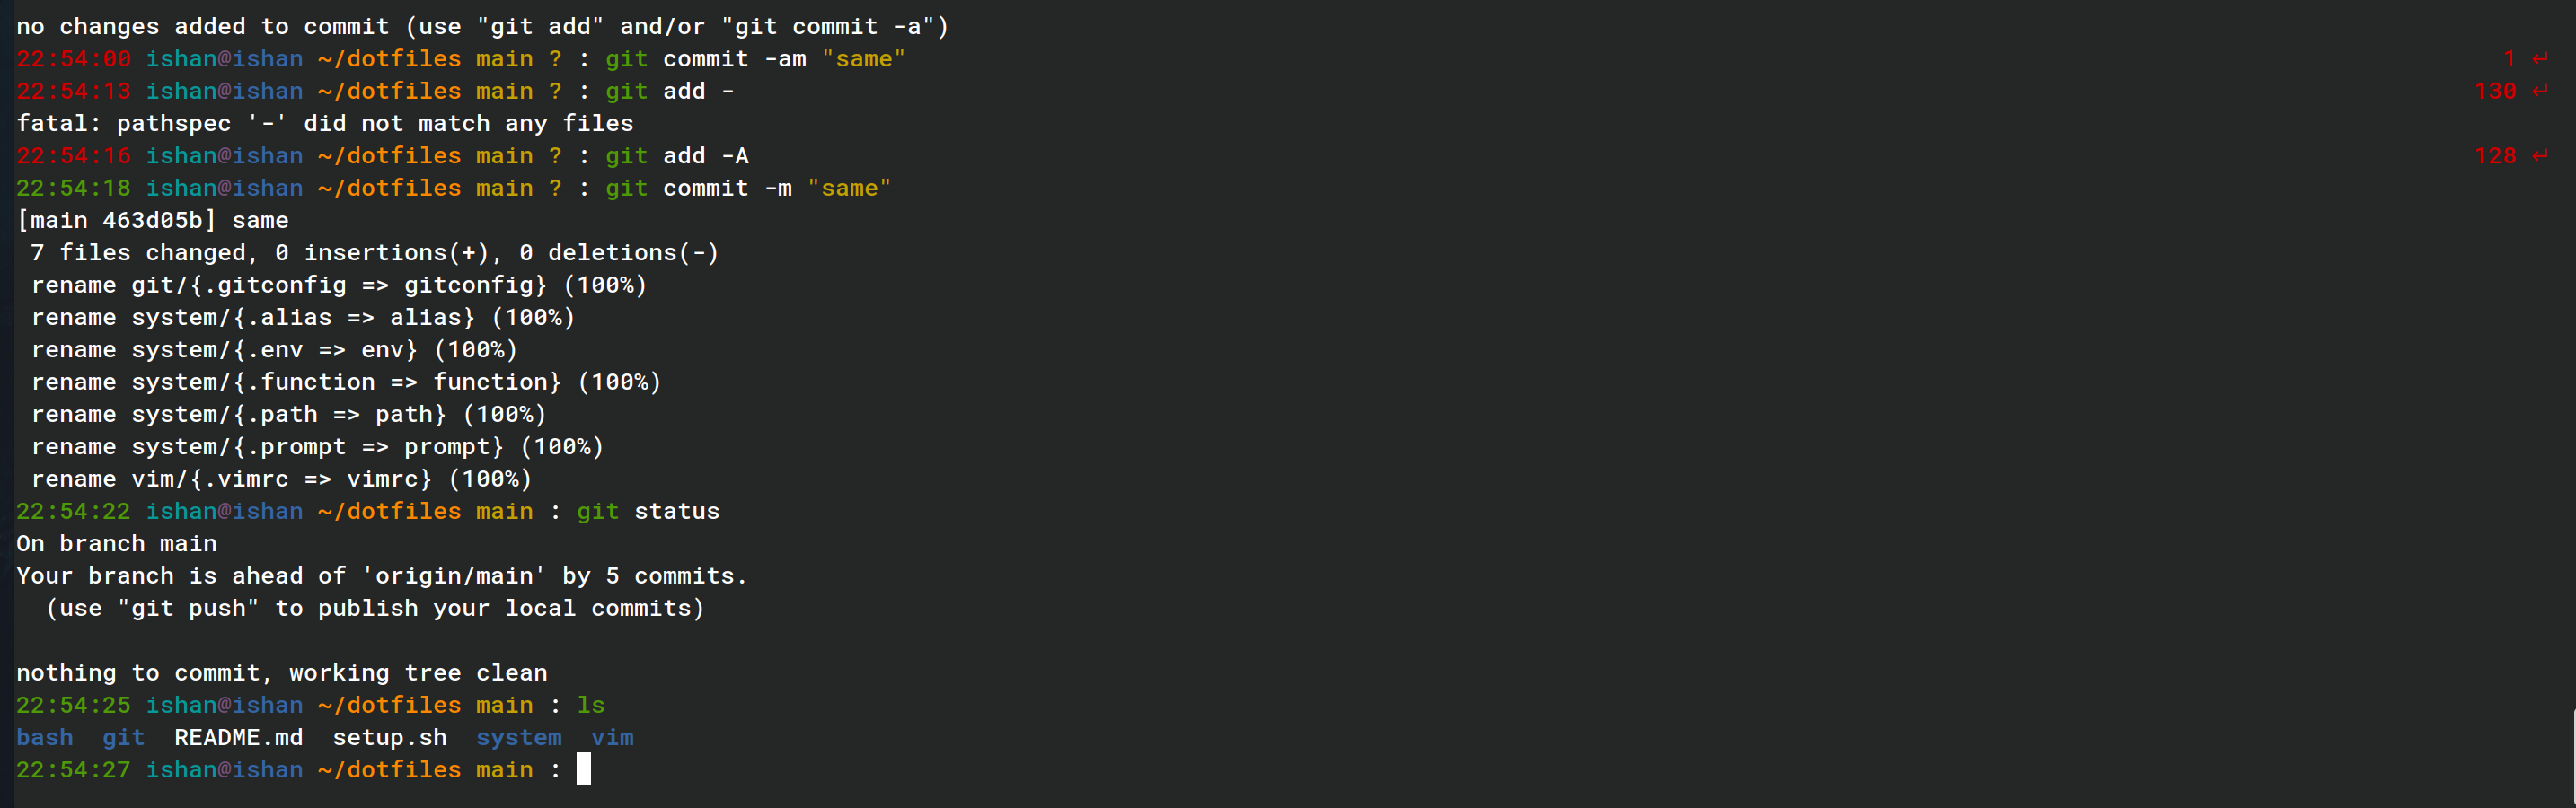 no changes added to commit (use "git add" and/or "git commit -a")
22:54:00 ishan@ishan ~/dotfiles main ? : git commit -am "same" 1 ↵
22:54:13 ishan@ishan ~/dotfiles main ? : git add - 130 ↵
fatal: pathspec '-' did not match any files
22:54:16 ishan@ishan ~/dotfiles main ? : git add -A 128 ↵
22:54:18 ishan@ishan ~/dotfiles main ? : git commit -m "same"
[main 463d05b] same
 7 files changed, 0 insertions(+), 0 deletions(-)
 rename git/{.gitconfig => gitconfig} (100%)
 rename system/{.alias => alias} (100%)
 rename system/{.env => env} (100%)
 rename system/{.function => function} (100%)
 rename system/{.path => path} (100%)
 rename system/{.prompt => prompt} (100%)
 rename vim/{.vimrc => vimrc} (100%)
22:54:22 ishan@ishan ~/dotfiles main : git status
On branch main
Your branch is ahead of 'origin/main' by 5 commits.
  (use "git push" to publish your local commits)

nothing to commit, working tree clean
22:54:25 ishan@ishan ~/dotfiles main : ls
bash  git  README.md  setup.sh  system  vim
22:54:27 ishan@ishan ~/dotfiles main :